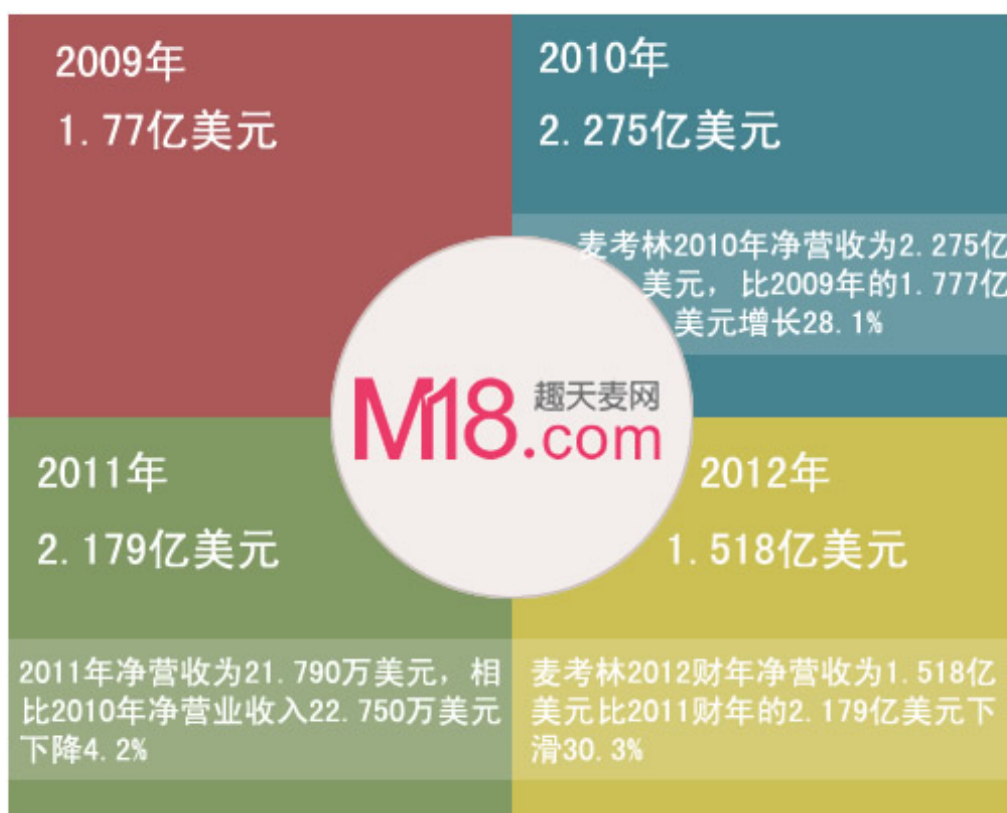 2009年
1.77亿美元
2010年
2.275亿美元
麦考林2010年净营收为2.275亿
美元，比2009年的1.777亿
美元增长28.1%
M18.com
趣天麦网
2011年
2.179亿美元
2011年净营收为21.790万美元，相
比2010年净营业收入22.750万美元
下降4.2%
2012年
1.518亿美元
麦考林2012财年净营收为1.518亿
美元比2011财年的2.179亿美元下
滑30.3%